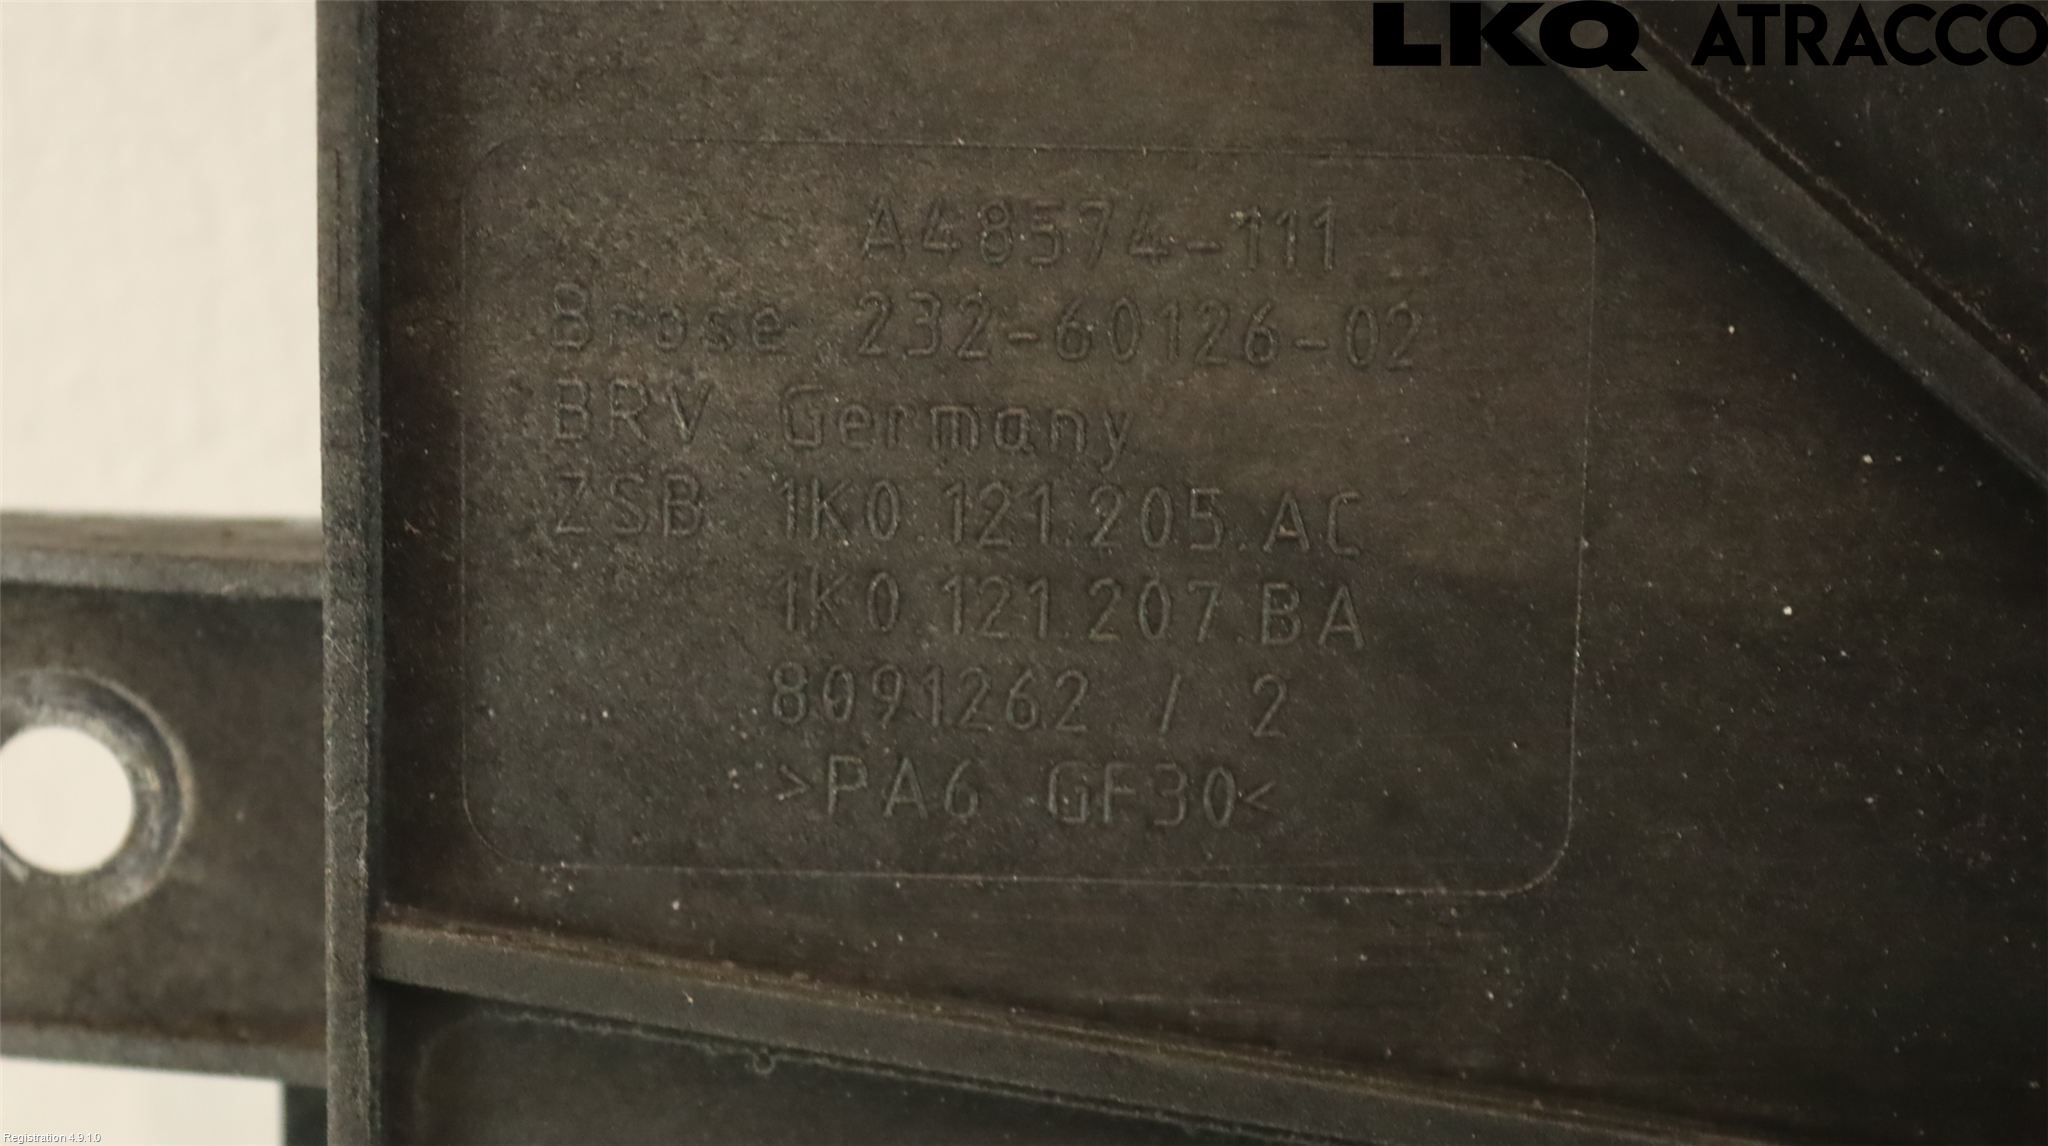 LKQ ATRACCO
A48574-111
Brose 232-60126-02
BRV Germany
ZSB 1K0.121.205.AC
1K0.121.207.BA
8091262 / 2
>PA6 GF30<
Registration 4.9.1.0